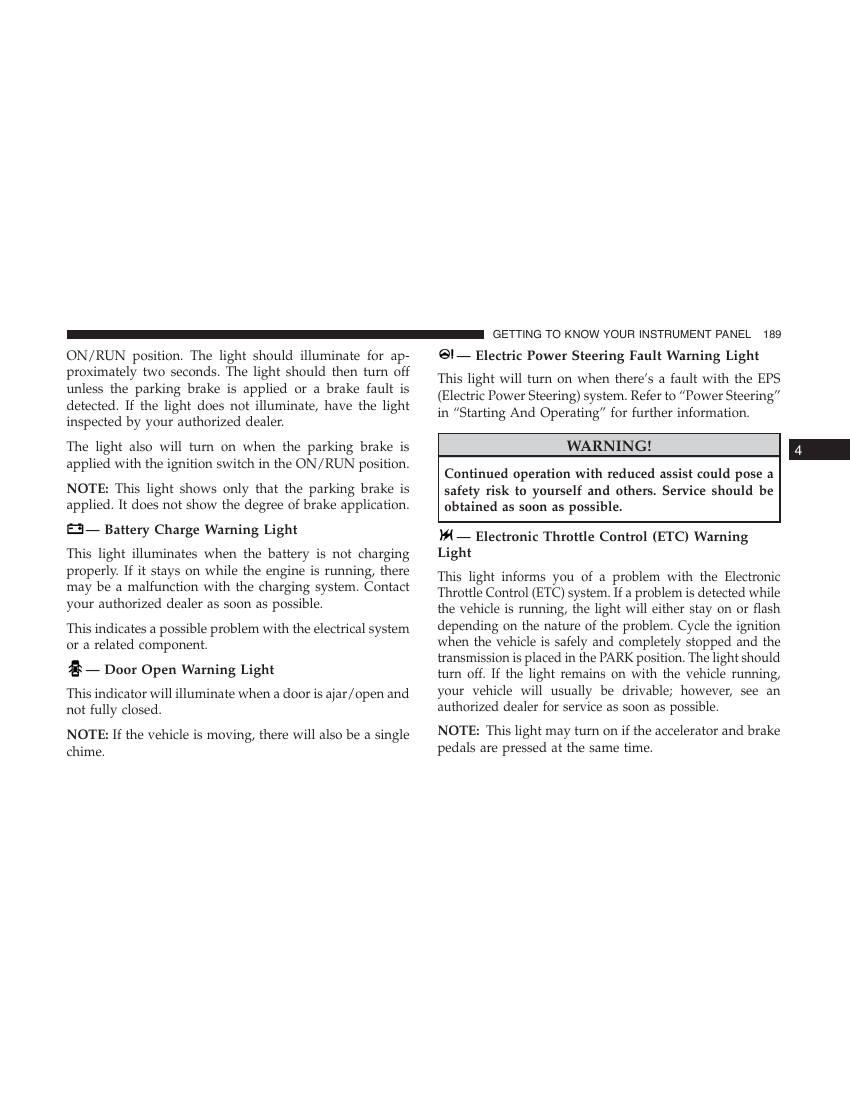 GETTING TO KNOW YOUR INSTRUMENT PANEL 189
ON/RUN position. The light should illuminate for ap-
proximately two seconds. The light should then turn off
unless the parking brake is applied or a brake fault is
detected. If the light does not illuminate, have the light
inspected by your authorized dealer.
The light also will turn on when the parking brake is
applied with the ignition switch in the ON/RUN position.
NOTE: This light shows only that the parking brake is
applied. It does not show the degree of brake application.
— Battery Charge Warning Light
This light illuminates when the battery is not charging
properly. If it stays on while the engine is running, there
may be a malfunction with the charging system. Contact
your authorized dealer as soon as possible.
This indicates a possible problem with the electrical system
or a related component.
— Door Open Warning Light
This indicator will illuminate when a door is ajar/open and
not fully closed.
NOTE: If the vehicle is moving, there will also be a single
chime.
— Electric Power Steering Fault Warning Light
This light will turn on when there’s a fault with the EPS
(Electric Power Steering) system. Refer to “Power Steering”
in “Starting And Operating” for further information.
WARNING!
Continued operation with reduced assist could pose a
safety risk to yourself and others. Service should be
obtained as soon as possible.
— Electronic Throttle Control (ETC) Warning
Light
This light informs you of a problem with the Electronic
Throttle Control (ETC) system. If a problem is detected while
the vehicle is running, the light will either stay on or flash
depending on the nature of the problem. Cycle the ignition
when the vehicle is safely and completely stopped and the
transmission is placed in the PARK position. The light should
turn off. If the light remains on with the vehicle running,
your vehicle will usually be drivable; however, see an
authorized dealer for service as soon as possible.
NOTE: This light may turn on if the accelerator and brake
pedals are pressed at the same time.
4